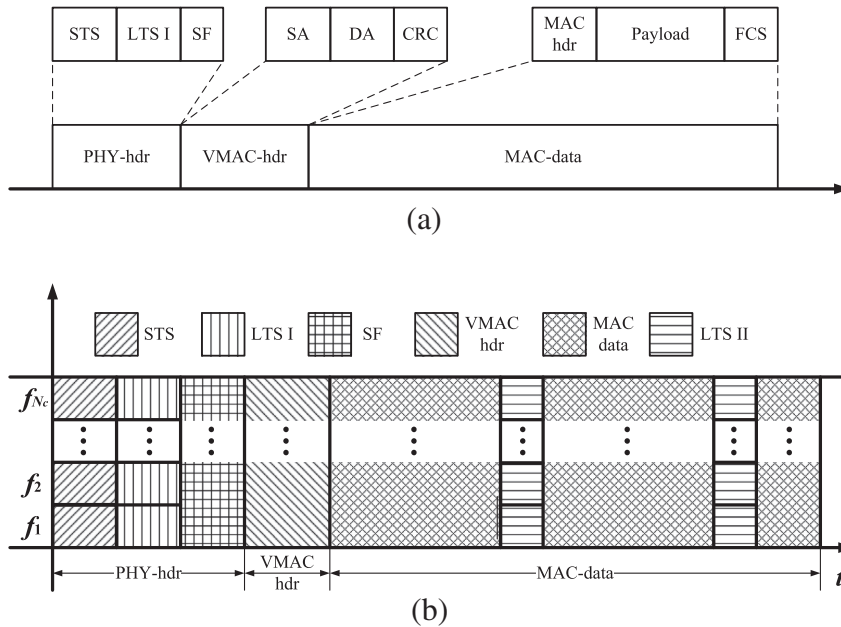 STS LTS I SF SA DA CRC MAC hdr Payload FCS
PHY-hdr VMAC-hdr MAC-data
(a)
STS LTS I SF VMAC hdr MAC data LTS II
f_{Nc}
f_2
f_1
PHY-hdr VMAC hdr MAC-data t
(b)